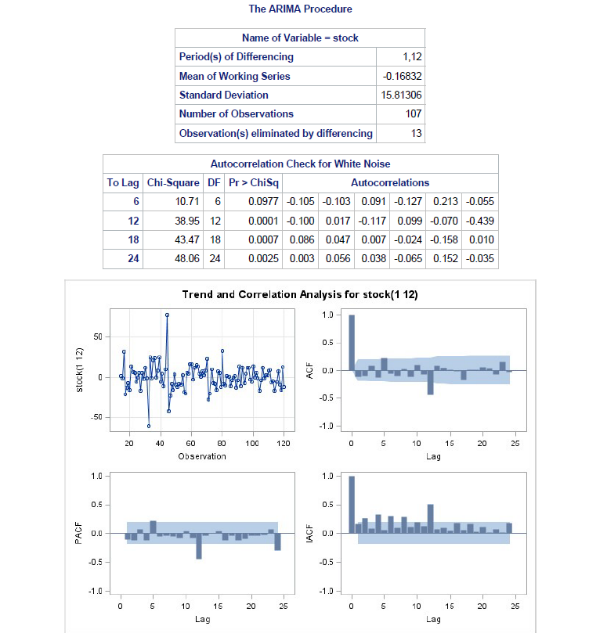 The ARIMA Procedure
Name of Variable = stock
Period(s) of Differencing 1,12
Mean of Working Series -0.16832
Standard Deviation 15.81306
Number of Observations 107
Observation(s) eliminated by differencing 13
Autocorrelation Check for White Noise
To Lag Chi-Square DF Pr > ChiSq Autocorrelations
6 10.71 6 0.0977 -0.105 -0.103 0.091 -0.127 0.213 -0.055
12 38.95 12 0.0001 -0.100 0.017 -0.117 0.099 -0.070 -0.439
18 43.47 18 0.0007 0.086 0.047 0.007 -0.024 -0.158 0.010
24 48.06 24 0.0025 0.003 0.056 0.038 -0.065 0.152 -0.035
Trend and Correlation Analysis for stock(1 12)
stock(1 12)
50
0
-50
20 40 60 80 100 120
Observation
ACF
1.0
0.5
0.0
-0.5
-1.0
0 5 10 15 20 25
Lag
PACF
1.0
0.5
0.0
-0.5
-1.0
0 5 10 15 20 25
Lag
IACF
1.0
0.5
0.0
-0.5
-1.0
0 5 10 15 20 25
Lag